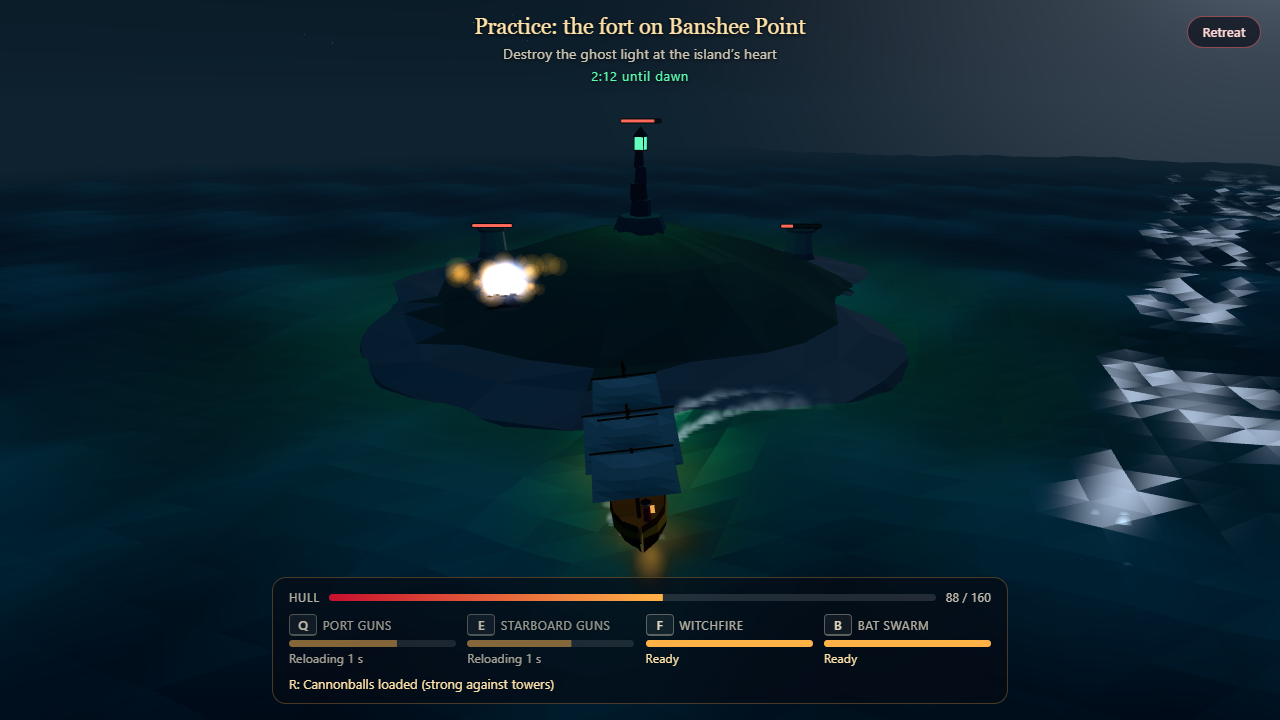 Practice: the fort on Banshee Point
Retreat
Destroy the ghost light at the island's heart
2:12 until dawn
HULL 88 / 160
Q PORT GUNS E STARBOARD GUNS F WITCHFIRE B BAT SWARM
Reloading 1 s Reloading 1 s Ready Ready
R: Cannonballs loaded (strong against towers)